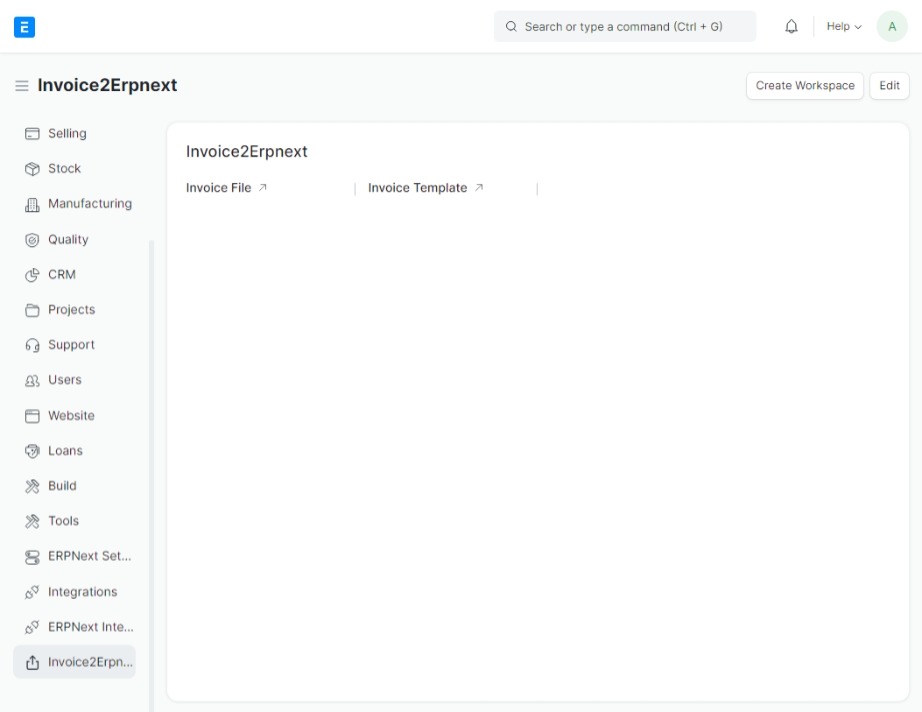 E
Search or type a command (Ctrl + G)
Help
A
Invoice2Erpnext
Create Workspace
Edit
Selling
Stock
Manufacturing
Quality
CRM
Projects
Support
Users
Website
Loans
Build
Tools
ERPNext Set...
Integrations
ERPNext Inte...
Invoice2Erpn...
Invoice2Erpnext
Invoice File
Invoice Template